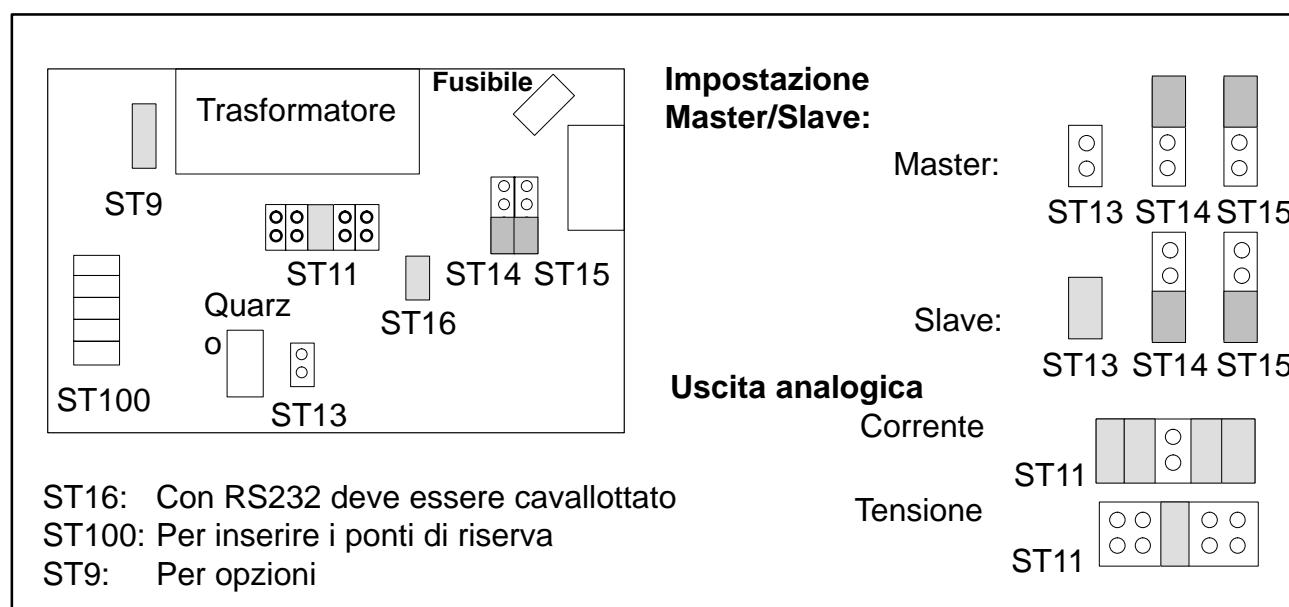 Trasformatore
Fusibile
ST9
ST11
ST14 ST15
ST16
Quarz
o
ST100
ST13
ST16: Con RS232 deve essere cavallottato
ST100: Per inserire i ponti di riserva
ST9: Per opzioni
Impostazione
Master/Slave:
Master:
ST13 ST14 ST15
Slave:
ST13 ST14 ST15
Uscita analogica
Corrente
ST11
Tensione
ST11